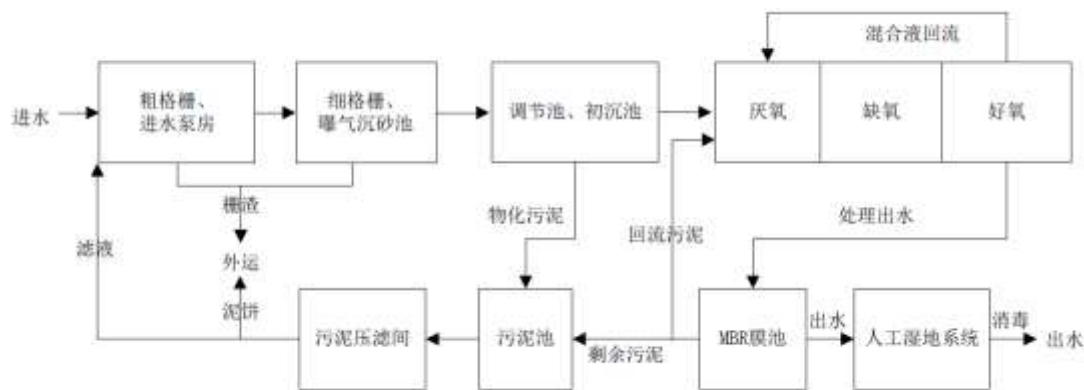 混合液回流
进水
粗格栅、
进水泵房
细格栅、
曝气沉砂池
调节池、初沉池
厌氧
缺氧
好氧
栅渣
物化污泥
回流污泥
处理出水
滤液
外运
泥饼
污泥压滤间
污泥池
剩余污泥
MBR膜池
出水
人工湿地系统
消毒
出水